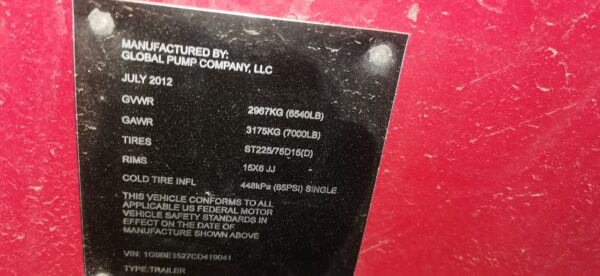 MANUFACTURED BY:
GLOBAL PUMP COMPANY, LLC
JULY 2012
GVWR 2967KG (6540LB)
GAWR 3175KG (7000LB)
TIRES ST225/75D15(D)
RIMS 15X6 JJ
COLD TIRE INFL 448kPa (65PSI) SINGLE
THIS VEHICLE CONFORMS TO ALL
APPLICABLE US FEDERAL MOTOR
VEHICLE SAFETY STANDARDS IN
EFFECT ON THE DATE OF
MANUFACTURE SHOWN ABOVE
VIN: 1G9BE1527CD419041
TYPE:TRAILER